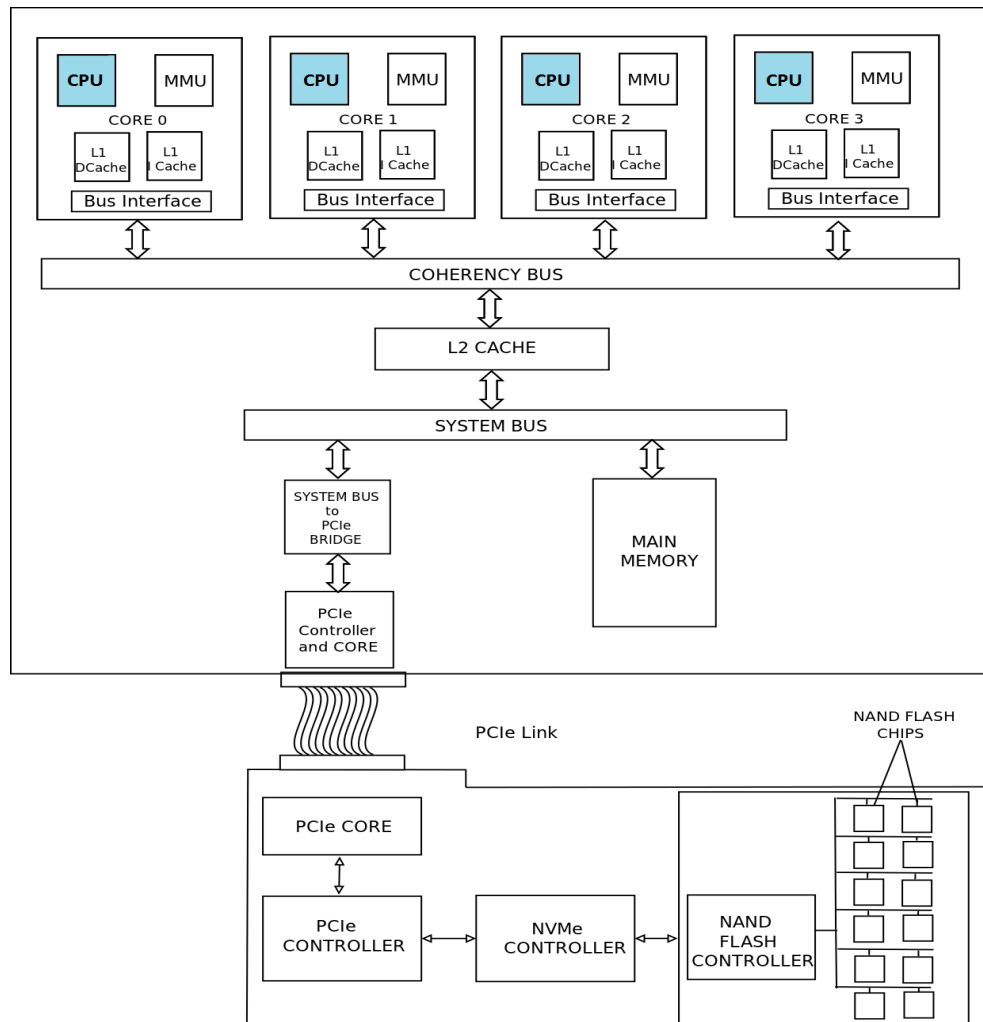 CPU
MMU
CORE 0
L1
DCache
L1
I Cache
Bus Interface
CPU
MMU
CORE 1
L1
DCache
L1
I Cache
Bus Interface
CPU
MMU
CORE 2
L1
DCache
L1
I Cache
Bus Interface
CPU
MMU
CORE 3
L1
DCache
L1
I Cache
Bus Interface
COHERENCY BUS
L2 CACHE
SYSTEM BUS
SYSTEM BUS
to
PCIe
BRIDGE
MAIN
MEMORY
PCIe
Controller
and CORE
PCIe Link
NAND FLASH
CHIPS
PCIe CORE
PCIe
CONTROLLER
NVMe
CONTROLLER
NAND
FLASH
CONTROLLER